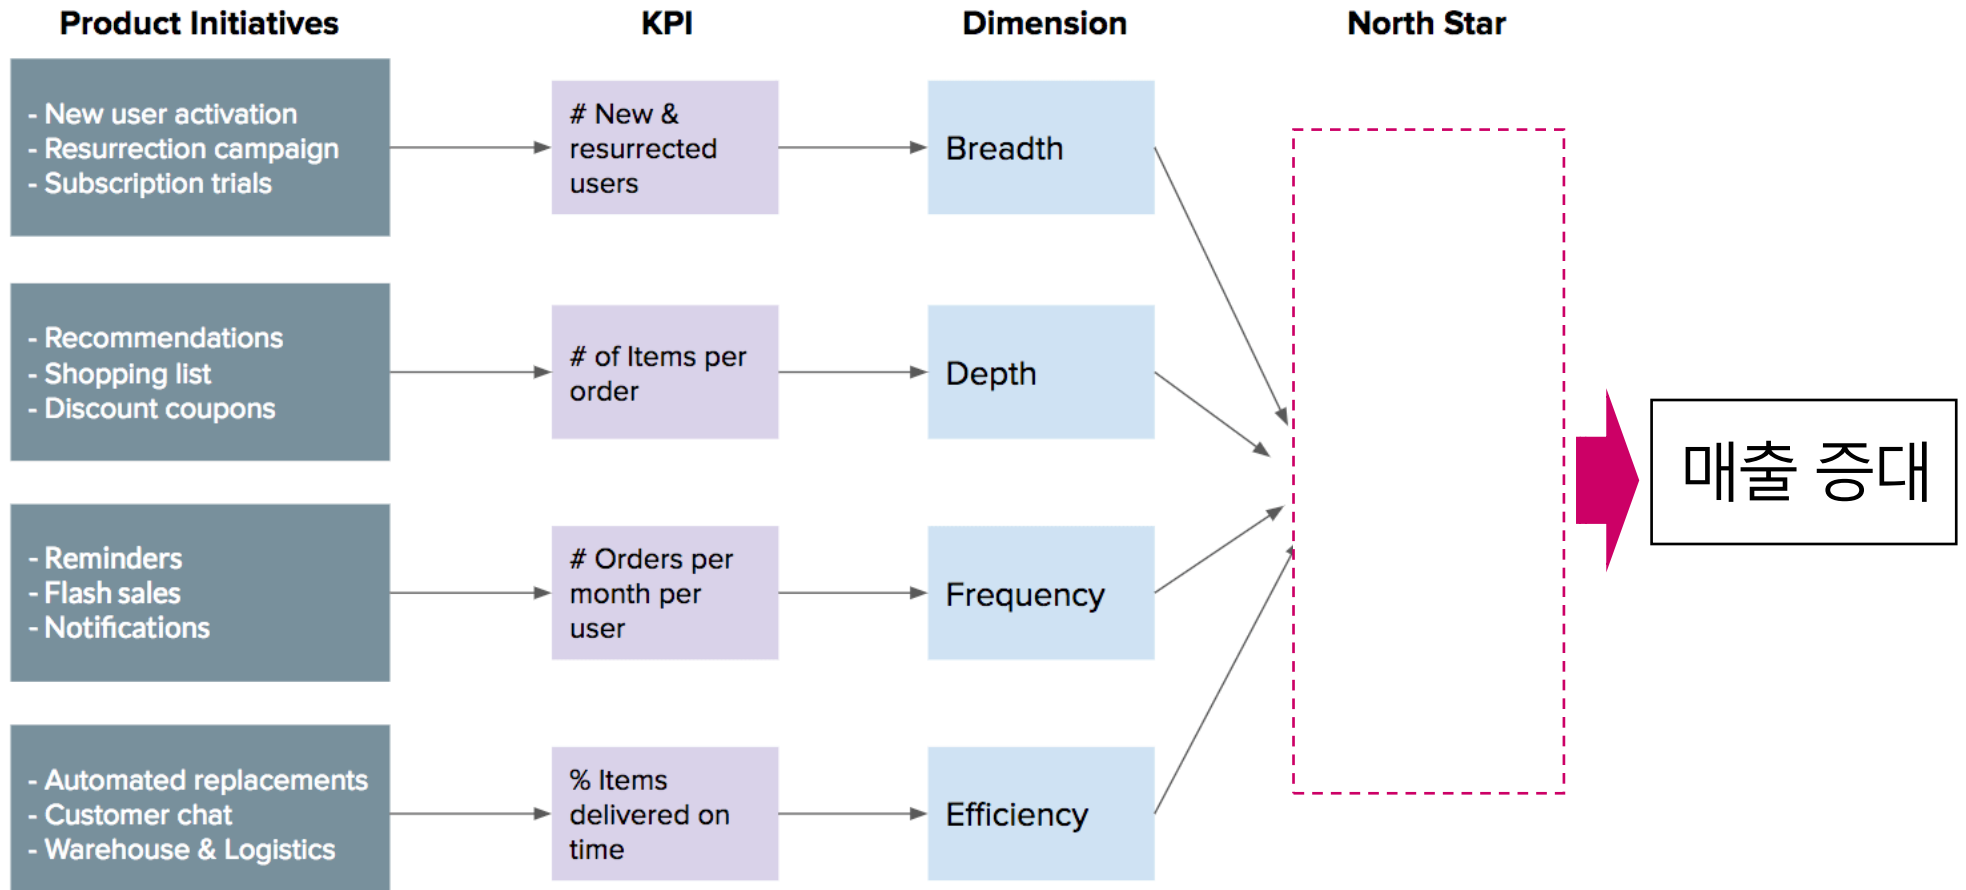 Product Initiatives
KPI
Dimension
North Star
- New user activation
- Resurrection campaign
- Subscription trials
# New &
resurrected
users
Breadth
- Recommendations
- Shopping list
- Discount coupons
# of Items per
order
Depth
매출 증대
- Reminders
- Flash sales
- Notifications
# Orders per
month per
user
Frequency
- Automated replacements
- Customer chat
- Warehouse & Logistics
% Items
delivered on
time
Efficiency